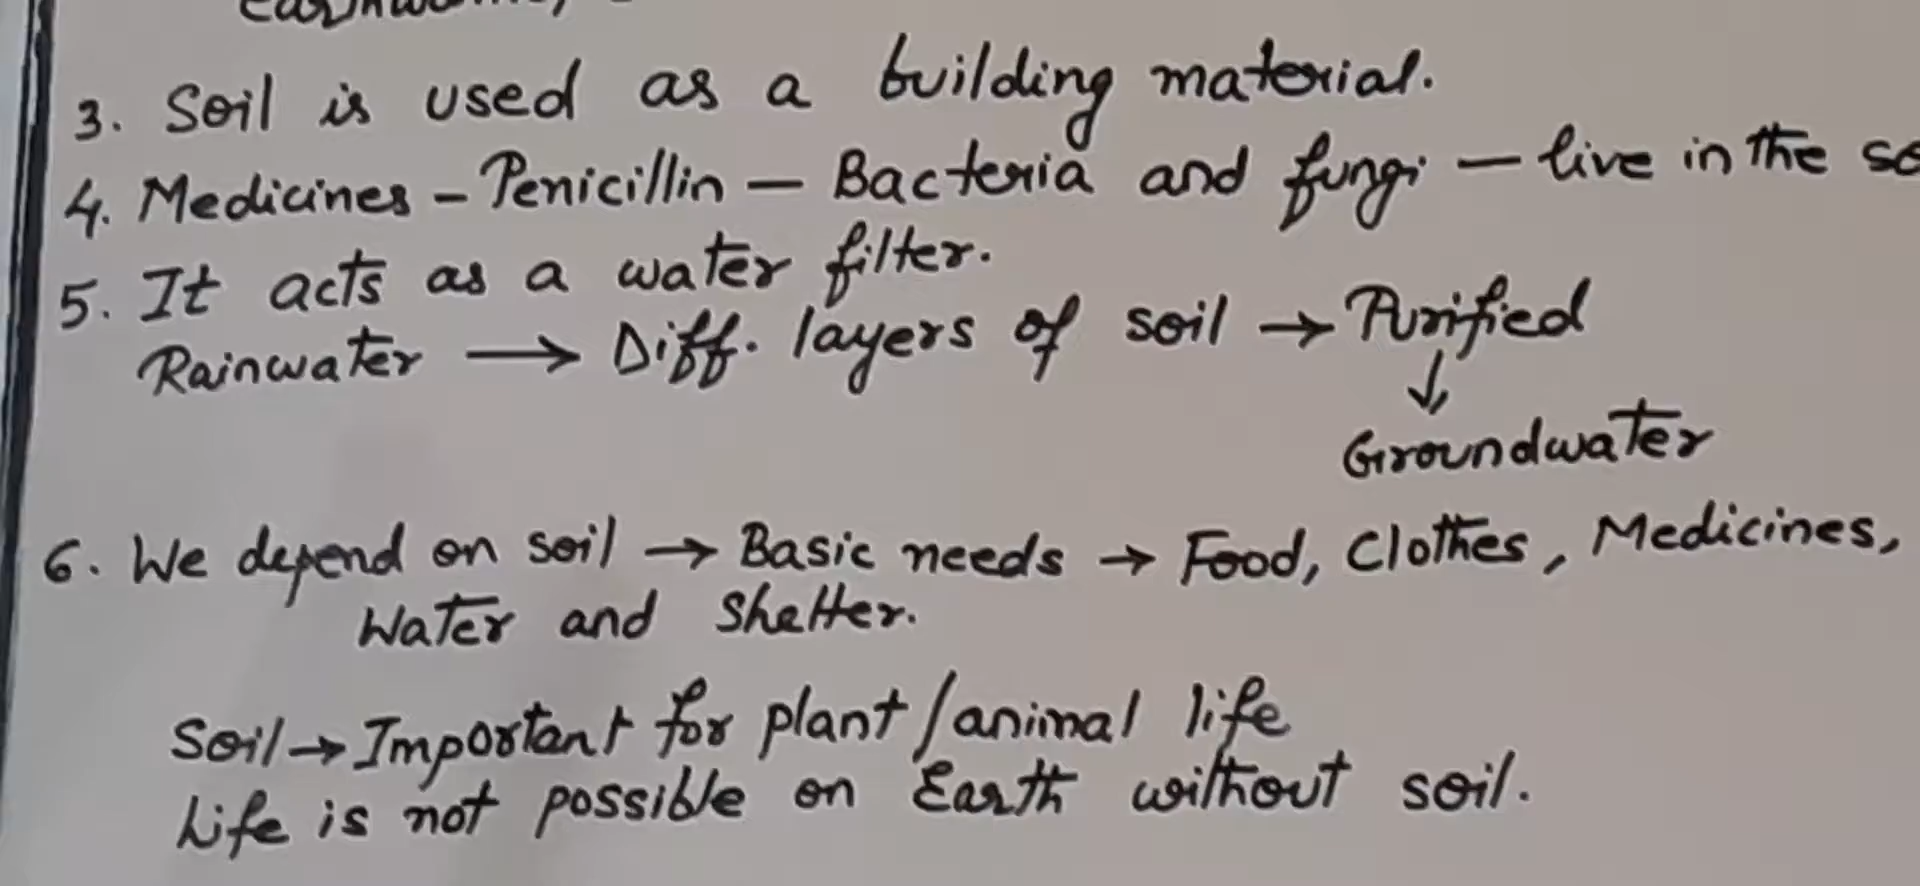 3. Soil is used as a building material.
4. Medicines - Penicillin — Bacteria and fungi — live in the
5. It acts as a water filter.
Rainwater → Diff. layers of soil → Purified
↓
Groundwater
6. We depend on soil → Basic needs → Food, Clothes, Medicines,
Water and Shelter.
Soil → Important for plant/animal life
Life is not possible on Earth without soil.